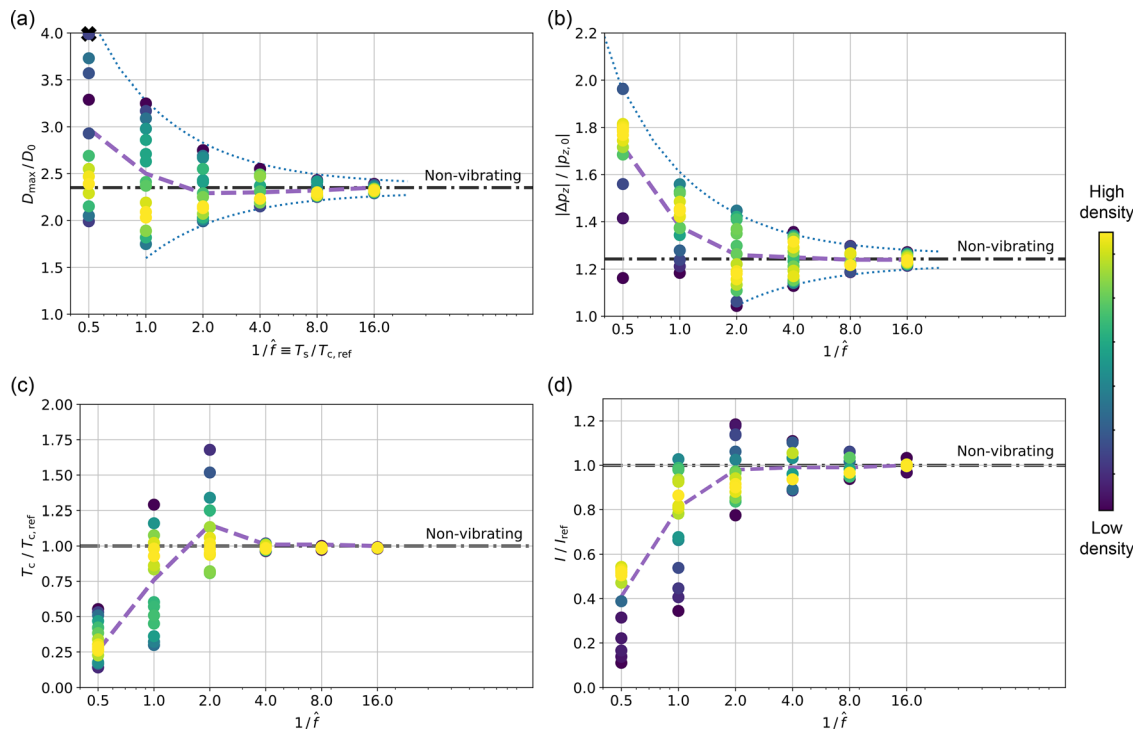 (a)
4.0
3.5
3.0
2.5
2.0
1.5
1.0
D_max / D_0
Non-vibrating
0.5 1.0 2.0 4.0 8.0 16.0
1/f̂ ≡ T_s/T_c, ref
(b)
2.2
2.0
1.8
1.6
1.4
1.2
1.0
|Δp_z| / |p_z, 0|
Non-vibrating
0.5 1.0 2.0 4.0 8.0 16.0
1/f̂
(c)
2.00
1.75
1.50
1.25
1.00
0.75
0.50
0.25
0.00
T_c / T_c, ref
Non-vibrating
0.5 1.0 2.0 4.0 8.0 16.0
1/f̂
(d)
1.2
1.0
0.8
0.6
0.4
0.2
0.0
I / I_ref
Non-vibrating
0.5 1.0 2.0 4.0 8.0 16.0
1/f̂
High
density
Low
density